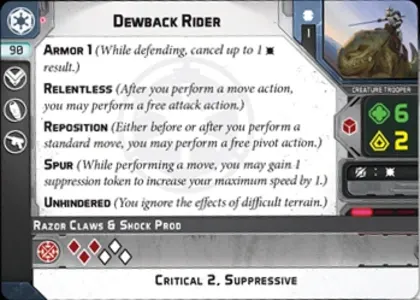 DEWBACK RIDER
1
90
ARMOR 1 (While defending, cancel up to 1
result.)
RELENTLESS (After you perform a move action,
you may perform a free attack action.)
REPOSITION (Either before or after you perform a
standard move, you may perform a free pivot action.)
SPUR (While performing a move, you may gain 1
suppression token to increase your maximum speed by 1.)
UNHINDERED (You ignore the effects of difficult terrain.)
CREATURE TROOPER
6
2
RAZOR CLAWS & SHOCK PROD
CRITICAL 2, SUPPRESSIVE